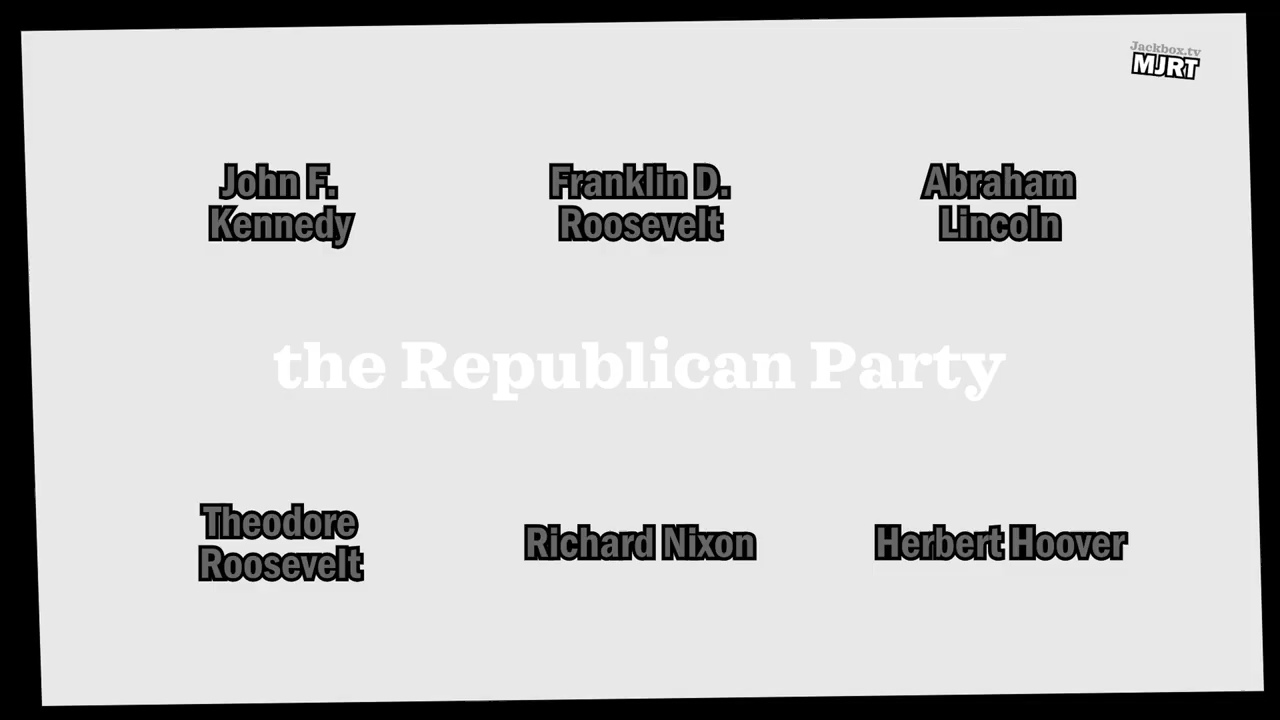 Jackbox.tv
MJRT
John F.
Kennedy
Franklin D.
Roosevelt
Abraham
Lincoln
the Republican Party
Theodore
Roosevelt
Richard Nixon
Herbert Hoover